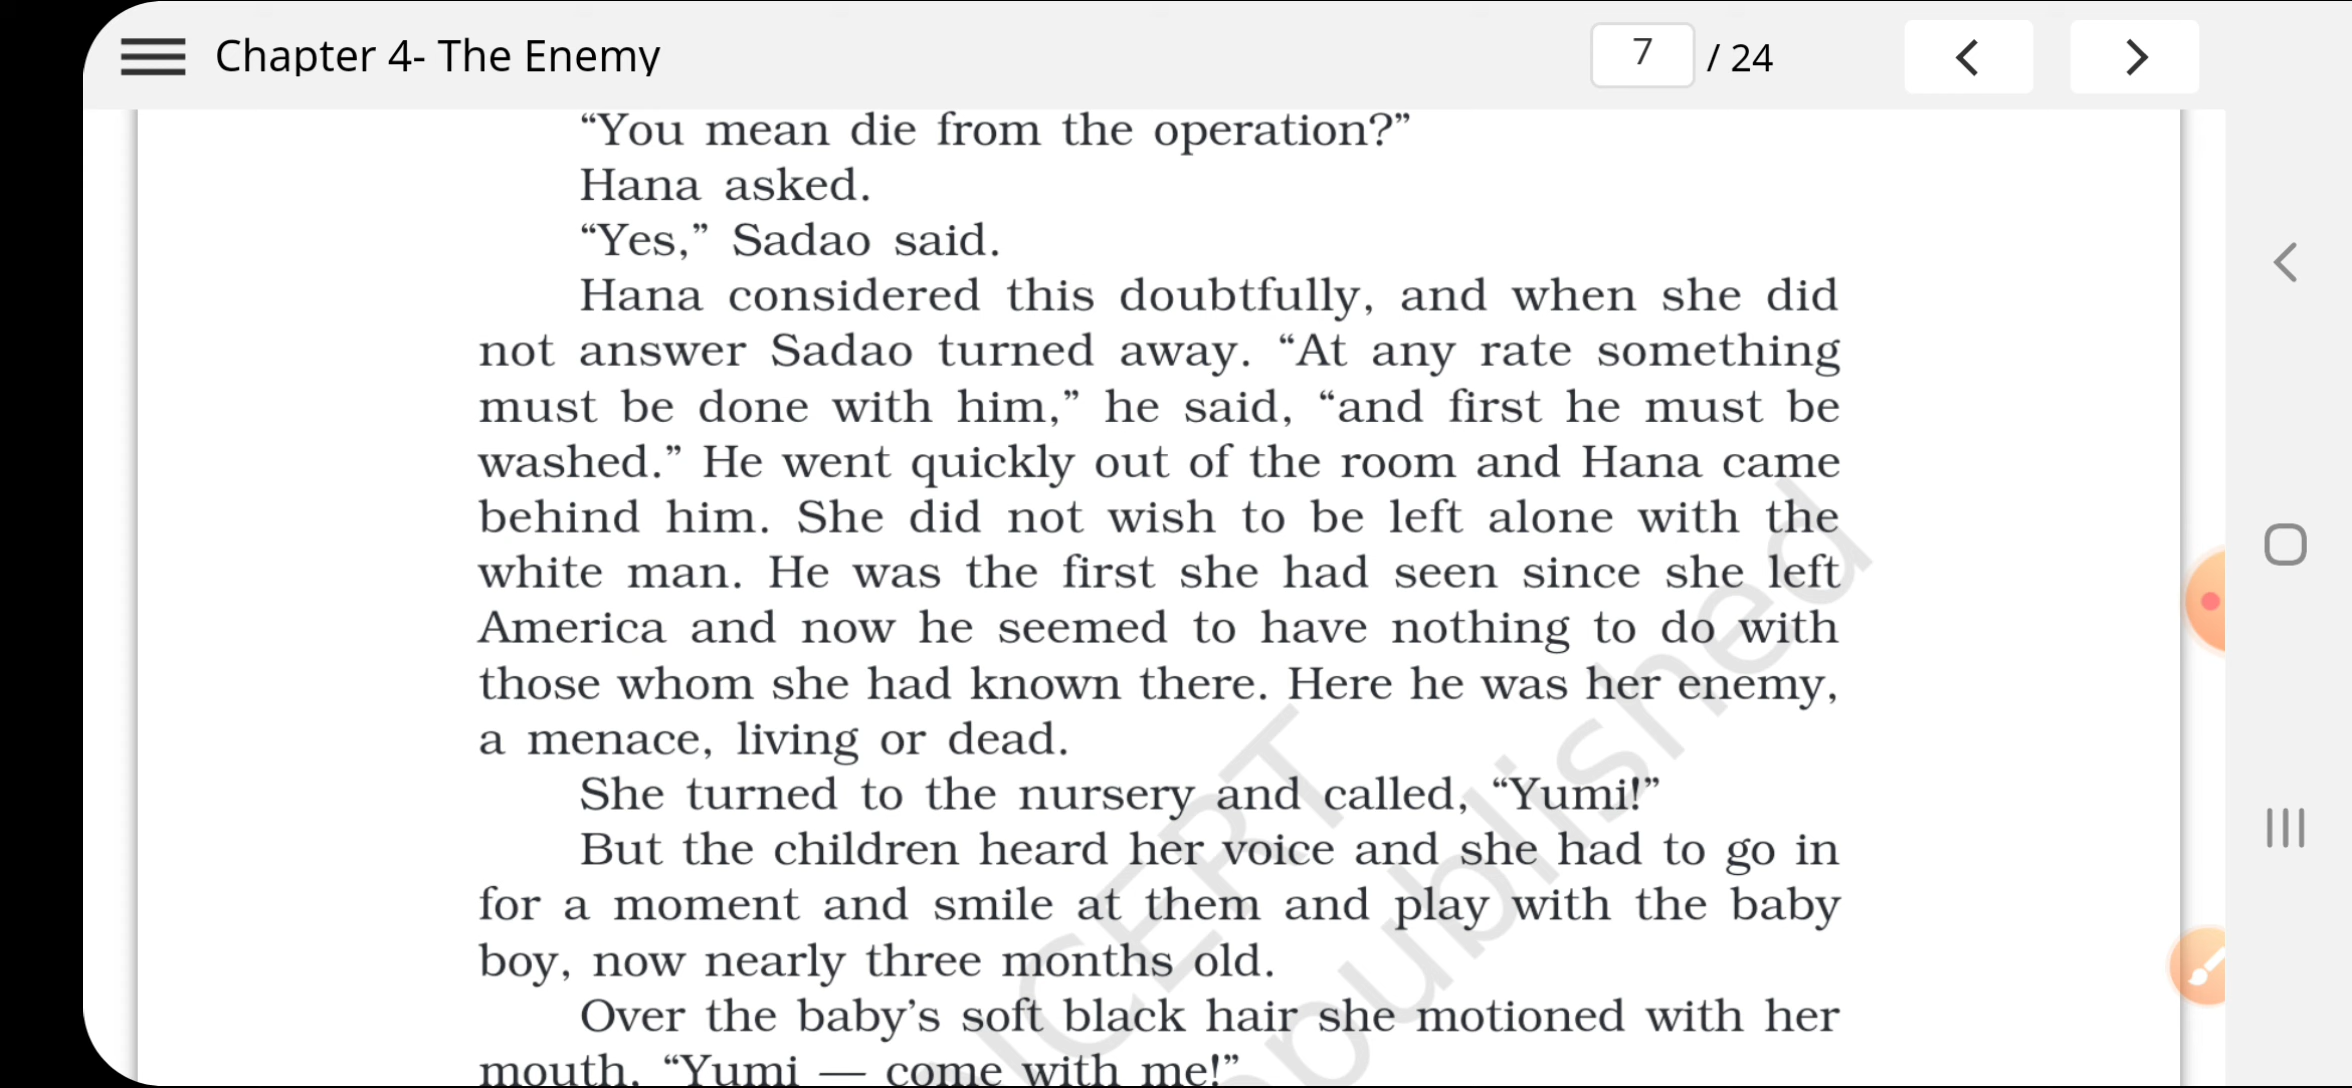 Chapter 4- The Enemy
7 / 24
“You mean die from the operation?”
Hana asked.
“Yes,” Sadao said.
Hana considered this doubtfully, and when she did
not answer Sadao turned away. “At any rate something
must be done with him,” he said, “and first he must be
washed.” He went quickly out of the room and Hana came
behind him. She did not wish to be left alone with the
white man. He was the first she had seen since she left
America and now he seemed to have nothing to do with
those whom she had known there. Here he was her enemy,
a menace, living or dead.
She turned to the nursery and called, “Yumi!”
But the children heard her voice and she had to go in
for a moment and smile at them and play with the baby
boy, now nearly three months old.
Over the baby’s soft black hair she motioned with her
mouth, “Yumi — come with me!”
CERT
published